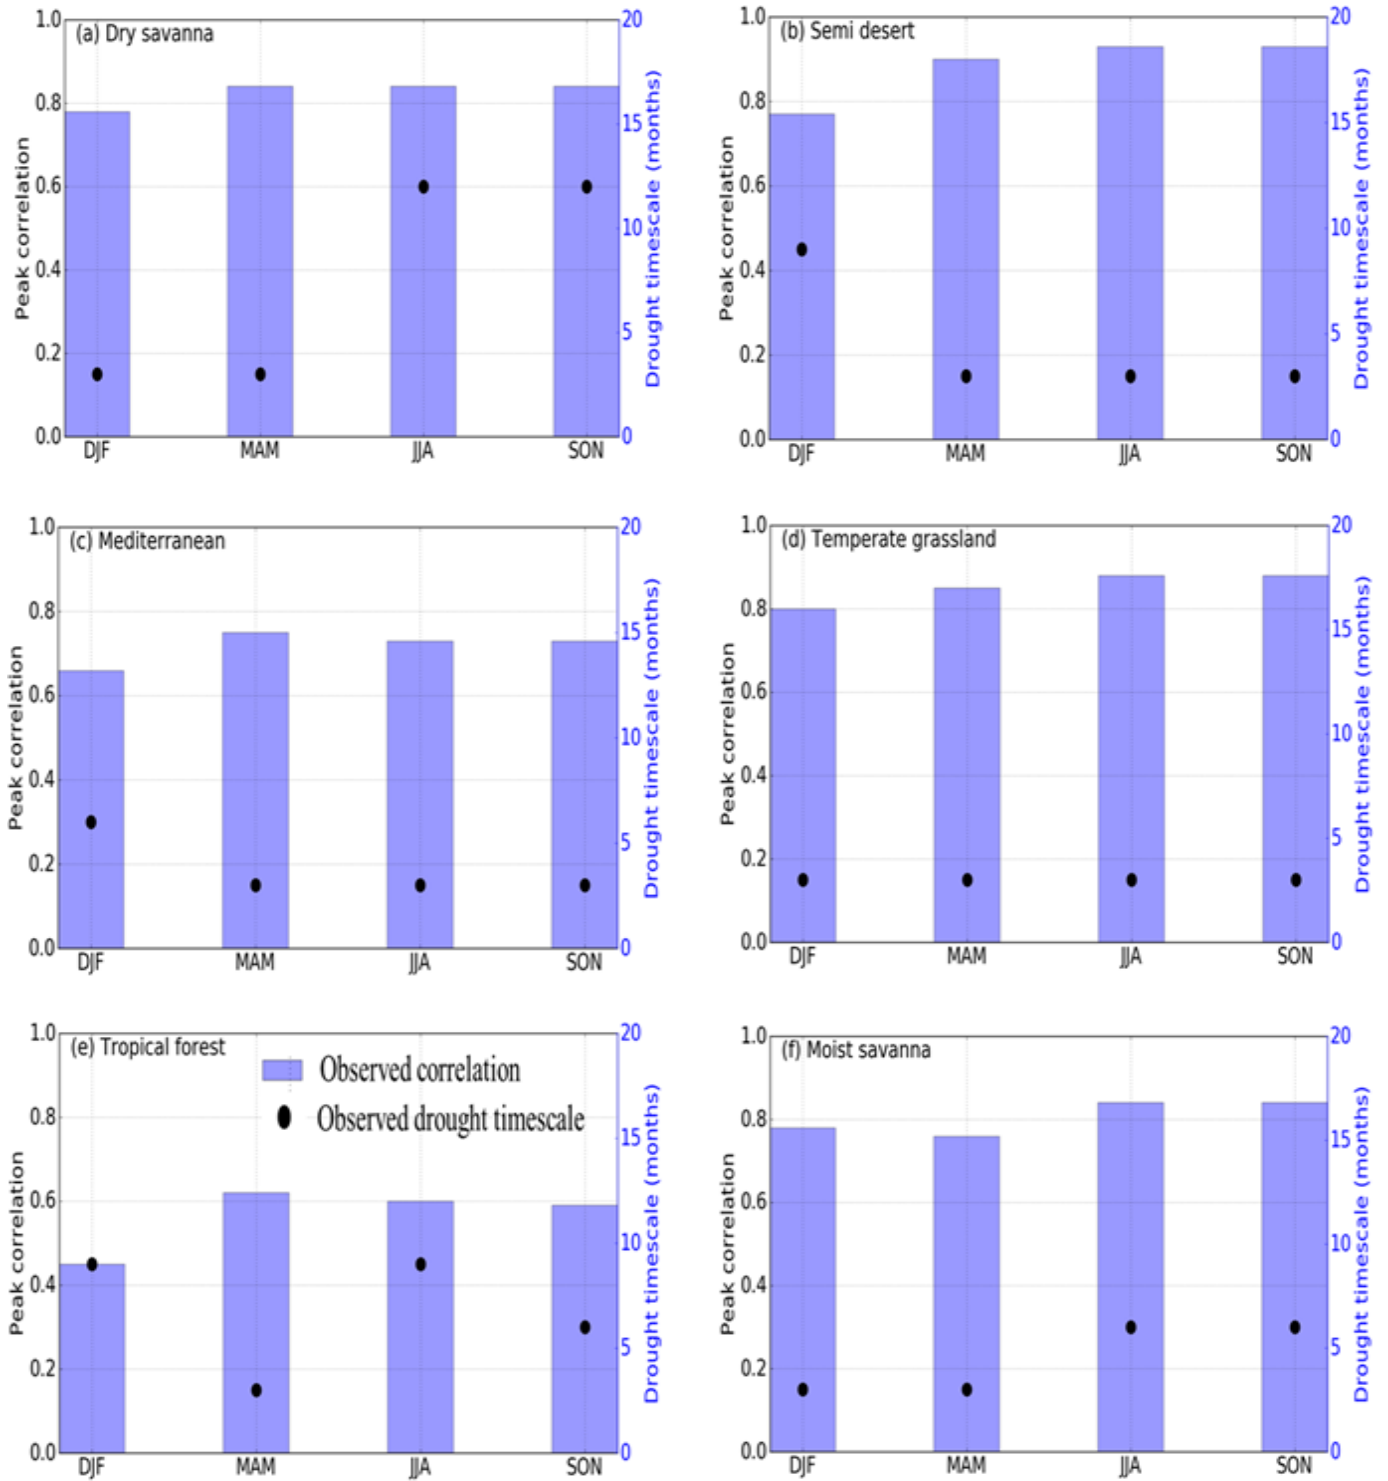 (a) Dry savanna
Peak correlation
1.0
0.8
0.6
0.4
0.2
0.0
DJF MAM JJA SON
20
15
10
5
0
Drought timescale (months)
(b) Semi desert
Peak correlation
1.0
0.8
0.6
0.4
0.2
0.0
DJF MAM JJA SON
20
15
10
5
0
Drought timescale (months)
(c) Mediterranean
Peak correlation
1.0
0.8
0.6
0.4
0.2
0.0
DJF MAM JJA SON
20
15
10
5
0
Drought timescale (months)
(d) Temperate grassland
Peak correlation
1.0
0.8
0.6
0.4
0.2
0.0
DJF MAM JJA SON
20
15
10
5
0
Drought timescale (months)
(e) Tropical forest
Observed correlation
Observed drought timescale
Peak correlation
1.0
0.8
0.6
0.4
0.2
0.0
DJF MAM JJA SON
20
15
10
5
0
Drought timescale (months)
(f) Moist savanna
Peak correlation
1.0
0.8
0.6
0.4
0.2
0.0
DJF MAM JJA SON
20
15
10
5
0
Drought timescale (months)